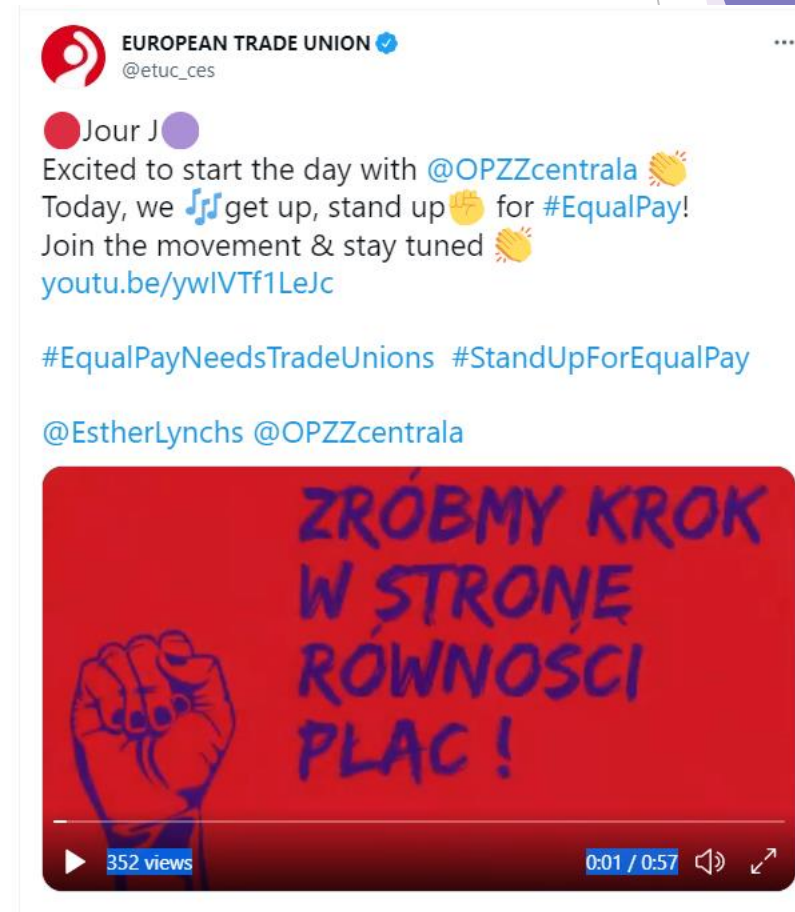 EUROPEAN TRADE UNION
@etuc_ces
...
🔴Jour J🟣
Excited to start the day with @OPZZcentrala 👏
Today, we 🎶get up, stand up✊ for #EqualPay!
Join the movement & stay tuned 👏
youtu.be/ywIVTf1LeJc
#EqualPayNeedsTradeUnions #StandUpForEqualPay
@EstherLynchs @OPZZcentrala
ZRÓBMY KROK
W STRONĘ
RÓWNOŚCI
PŁAC !
352 views
0:01 / 0:57